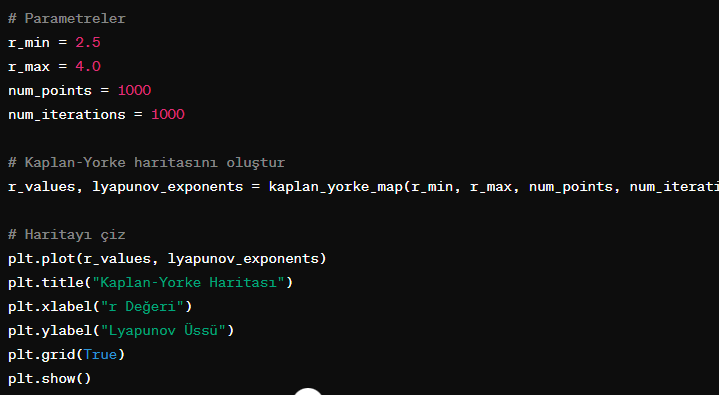 # Parametreler
r_min = 2.5
r_max = 4.0
num_points = 1000
num_iterations = 1000
# Kaplan-Yorke haritasını oluştur
r_values, lyapunov_exponents = kaplan_yorke_map(r_min, r_max, num_points, num_iterati
# Haritayı çiz
plt.plot(r_values, lyapunov_exponents)
plt.title("Kaplan-Yorke Haritası")
plt.xlabel("r Değeri")
plt.ylabel("Lyapunov Üssü")
plt.grid(True)
plt.show()